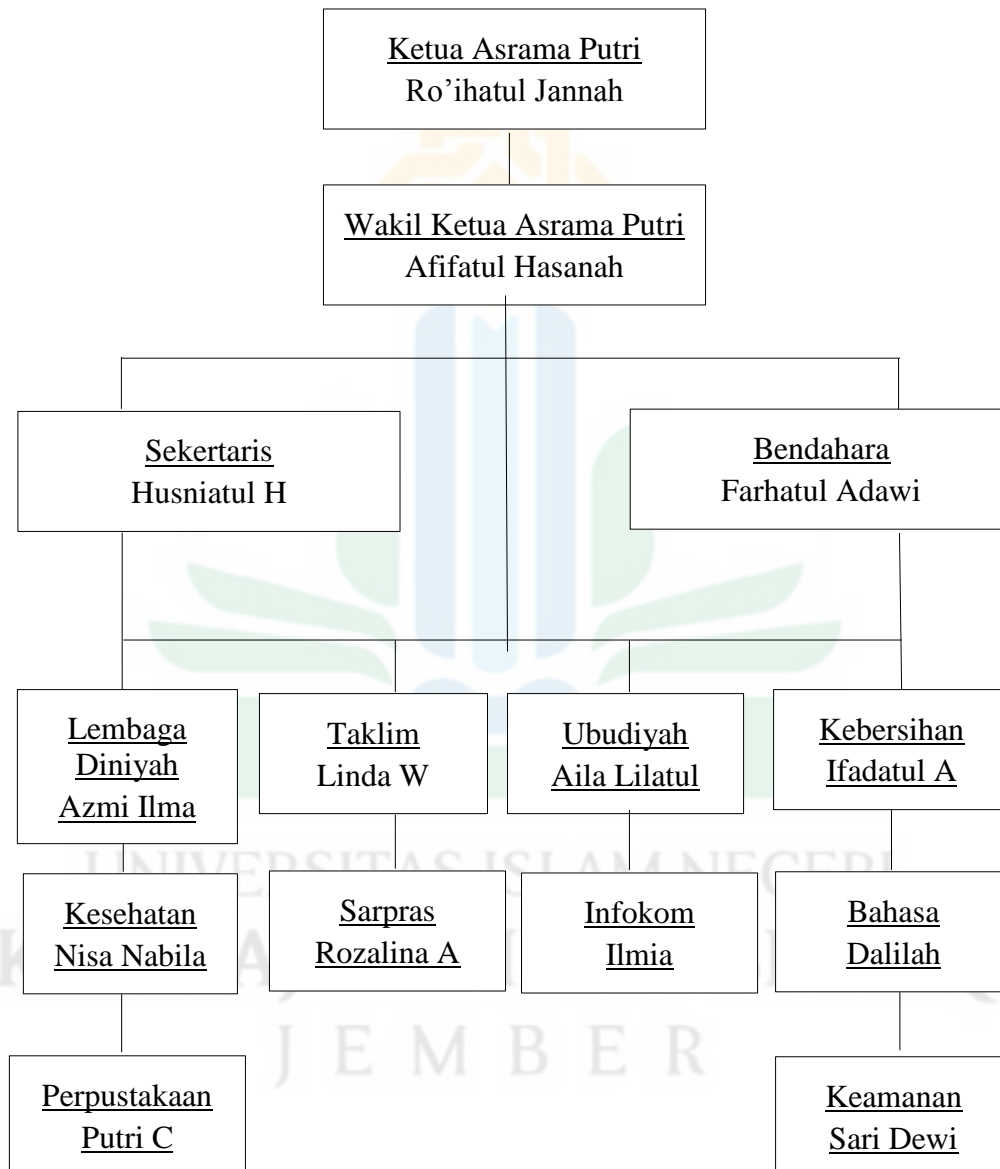 Ketua Asrama Putri
Ro’ihatul Jannah
Wakil Ketua Asrama Putri
Afifatul Hasanah
Sekertaris
Husniatul H
Bendahara
Farhatul Adawi
Lembaga
Diniyah
Azmi Ilma
Taklim
Linda W
Ubudiyah
Aila Lilatul
Kebersihan
Ifadatul A
UNIVERSITAS ISLAM NEGERI
Kesehatan
Nisa Nabila
Sarpras
Rozalina A
Infokom
Ilmia
Bahasa
Dalilah
JEMBER
Perpustakaan
Putri C
Keamanan
Sari Dewi